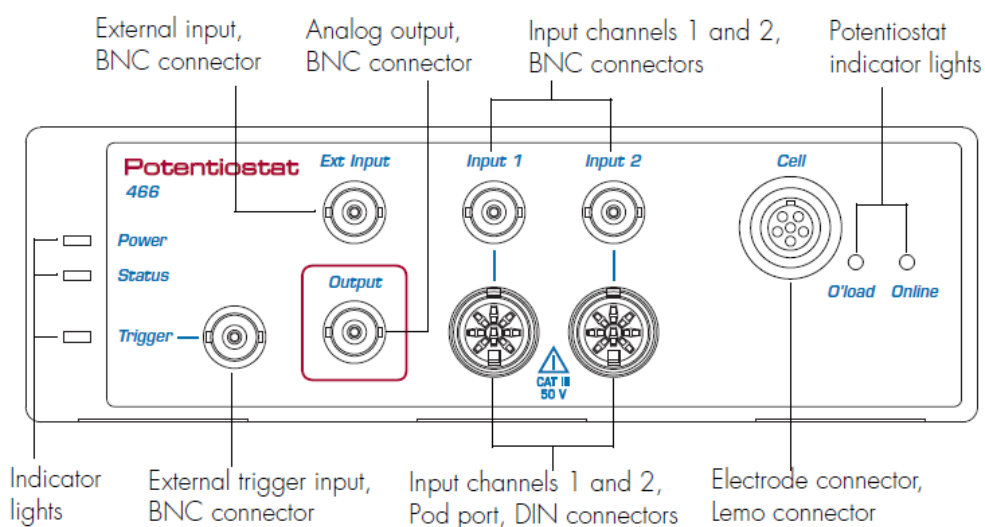 External input,
BNC connector
Analog output,
BNC connector
Input channels 1 and 2,
BNC connectors
Potentiostat
indicator lights
Potentiostat
466
Ext Input
Input 1
Input 2
Cell
Power
Status
Trigger
Output
O'load
Online
CAT III
50 V
Indicator
lights
External trigger input,
BNC connector
Input channels 1 and 2,
Pod port, DIN connectors
Electrode connector,
Lemo connector